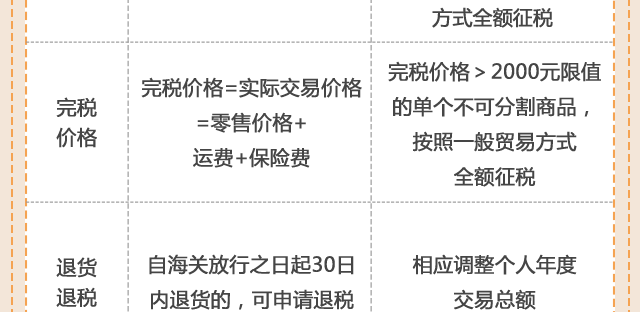 方式全额征税
完税
价格
完税价格=实际交易价格
=零售价格+
运费+保险费
完税价格＞2000元限值
的单个不可分割商品，
按照一般贸易方式
全额征税
退货
退税
自海关放行之日起30日
内退货的，可申请退税
相应调整个人年度
交易总额